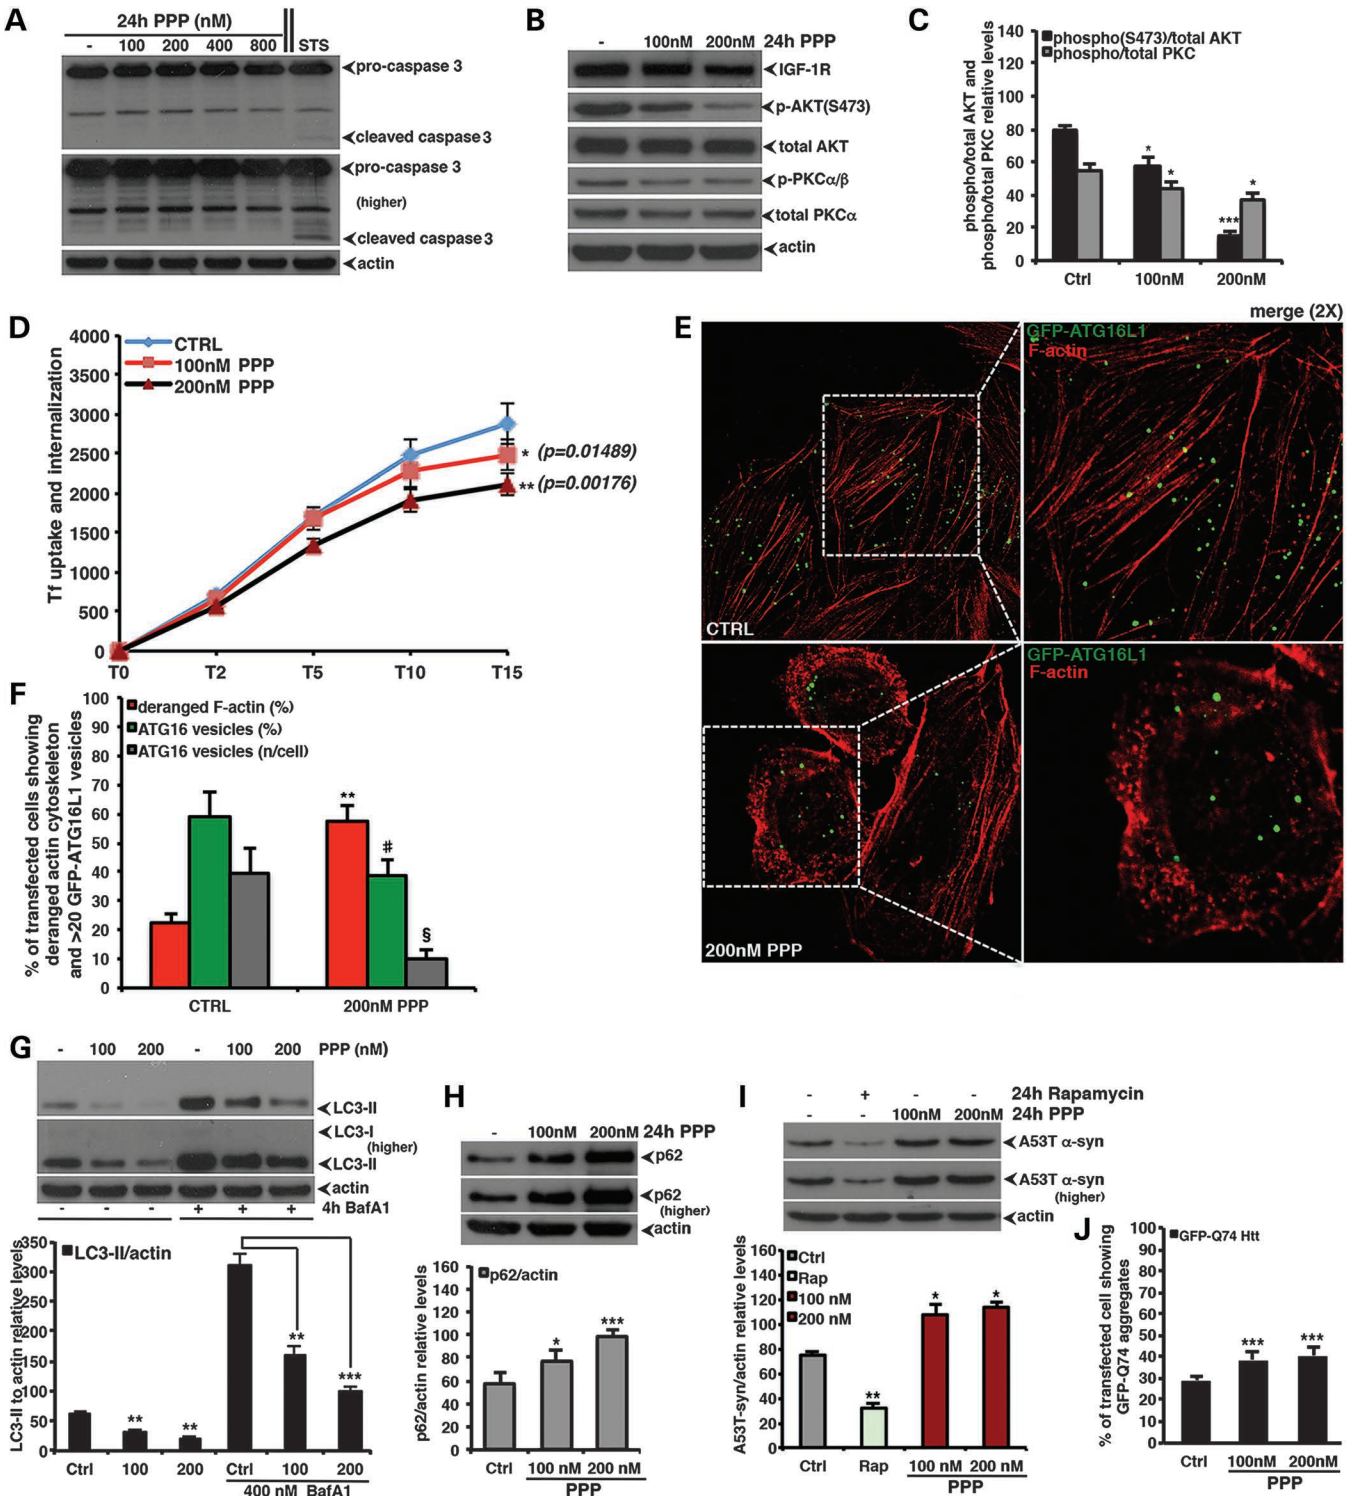 A
24h PPP (nM)
- 100 200 400 800 STS
pro-caspase 3
cleaved caspase 3
pro-caspase 3
(higher)
cleaved caspase 3
actin
B
- 100nM 200nM 24h PPP
IGF-1R
p-AKT(S473)
total AKT
p-PKCα/β
total PKCα
actin
C
phospho/total AKT and
phospho/total PKC relative levels
140
120
100
80
60
40
20
0
phospho(S473)/total AKT
phospho/total PKC
* * *** *
Ctrl 100nM 200nM
D
Tf uptake and internalization
4000
3500
3000
2500
2000
1500
1000
500
0
CTRL
100nM PPP
200nM PPP
* (p=0.01489)
** (p=0.00176)
T0 T2 T5 T10 T15
E
merge (2X)
GFP-ATG16L1
F-actin
CTRL
GFP-ATG16L1
F-actin
200nM PPP
F
% of transfected cells showing
deranged actin cytoskeleton
and >20 GFP-ATG16L1 vesicles
100
90
80
70
60
50
40
30
20
10
0
deranged F-actin (%)
ATG16 vesicles (%)
ATG16 vesicles (n/cell)
** # §
CTRL 200nM PPP
G
- 100 200 - 100 200 PPP (nM)
LC3-II
LC3-I
(higher)
LC3-II
actin
- - - + + + 4h BafA1
LC3-II to actin relative levels
350
300
250
200
150
100
50
0
LC3-II/actin
** ** ** ***
Ctrl 100 200 Ctrl 100 200
400 nM BafA1
H
- 100nM 200nM 24h PPP
p62
p62
(higher)
actin
p62/actin relative levels
160
140
120
100
80
60
40
20
0
p62/actin
* ***
Ctrl 100 nM 200 nM
PPP
I
- + - - 24h Rapamycin
- - 100nM 200nM 24h PPP
A53T α-syn
A53T α-syn
(higher)
actin
A53T-syn/actin relative levels
160
140
120
100
80
60
40
20
0
Ctrl
Rap
100 nM
200 nM
** * *
Ctrl Rap 100 nM 200 nM
PPP
J
% of transfected cell showing
GFP-Q74 aggregates
100
90
80
70
60
50
40
30
20
10
0
GFP-Q74 Htt
*** ***
Ctrl 100nM 200nM
PPP